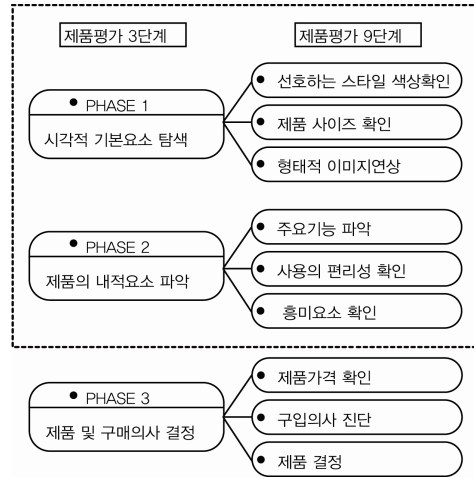 제품평가 3단계
제품평가 9단계
• PHASE 1
시각적 기본요소 탐색
• 선호하는 스타일 색상확인
• 제품 사이즈 확인
• 형태적 이미지연상
• PHASE 2
제품의 내적요소 파악
• 주요기능 파악
• 사용의 편리성 확인
• 흥미요소 확인
• PHASE 3
제품 및 구매의사 결정
• 제품가격 확인
• 구입의사 진단
• 제품 결정